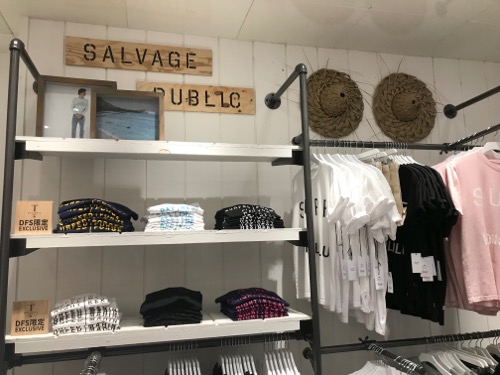 SALVAGE
PUBLIC
T
DFS限定
EXCLUSIVE
T
DFS限定
EXCLUSIVE